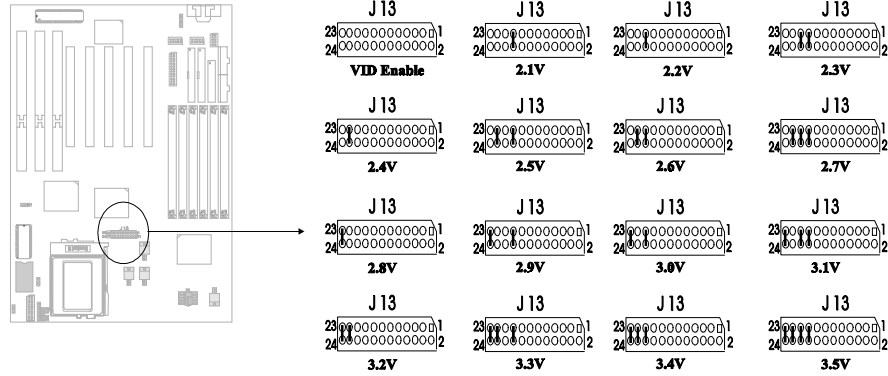 J13 J13 J13 J13
23 1 23 1 23 1 23 1
24 2 24 2 24 2 24 2
VID Enable 2.1V 2.2V 2.3V
J13 J13 J13 J13
23 1 23 1 23 1 23 1
24 2 24 2 24 2 24 2
2.4V 2.5V 2.6V 2.7V
J13 J13 J13 J13
23 1 23 1 23 1 23 1
24 2 24 2 24 2 24 2
2.8V 2.9V 3.0V 3.1V
J13
J13 J13 J13 J13
23 1 23 1 23 1 23 1
24 2 24 2 24 2 24 2
3.2V 3.3V 3.4V 3.5V